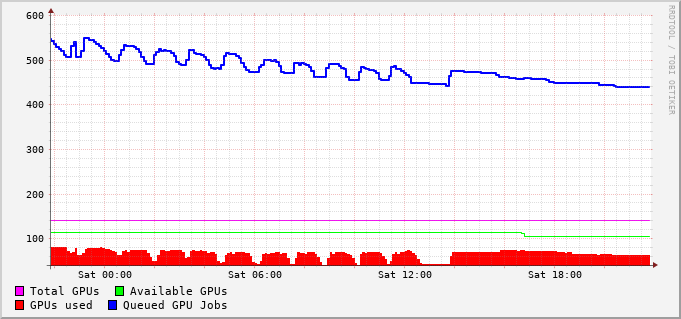 600
500
400
300
200
100
Sat 00:00 Sat 06:00 Sat 12:00 Sat 18:00
Total GPUs Available GPUs
GPUs used Queued GPU Jobs
RRDTOOL / TOBI OETIKER